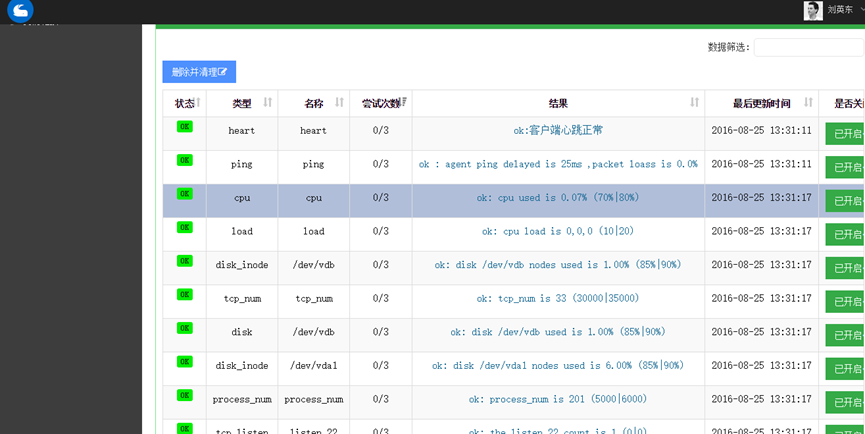 刘英东
数据筛选:
删除并清理
状态 类型 名称 尝试次数 结果 最后更新时间 是否关
OK heart heart 0/3 ok:客户端心跳正常 2016-08-25 13:31:11 已开启
OK ping ping 0/3 ok : agent ping delayed is 25ms ,packet loass is 0.0% 2016-08-25 13:31:11 已开启
OK cpu cpu 0/3 ok: cpu used is 0.07% (70%|80%) 2016-08-25 13:31:17 已开启
OK load load 0/3 ok: cpu load is 0,0,0 (10|20) 2016-08-25 13:31:17 已开启
OK disk_inode /dev/vdb 0/3 ok: disk /dev/vdb nodes used is 1.00% (85%|90%) 2016-08-25 13:31:17 已开启
OK tcp_num tcp_num 0/3 ok: tcp_num is 33 (30000|35000) 2016-08-25 13:31:17 已开启
OK disk /dev/vdb 0/3 ok: disk /dev/vdb used is 1.00% (85%|90%) 2016-08-25 13:31:17 已开启
OK disk_inode /dev/vda1 0/3 ok: disk /dev/vda1 nodes used is 6.00% (85%|90%) 2016-08-25 13:31:17 已开启
OK process_num process_num 0/3 ok: process_num is 201 (5000|6000) 2016-08-25 13:31:17 已开启
OK tcp_listen listen_22 0/3 ok: the listen 22 count is 1 (0|0) 2016-08-25 13:31:17 已开启